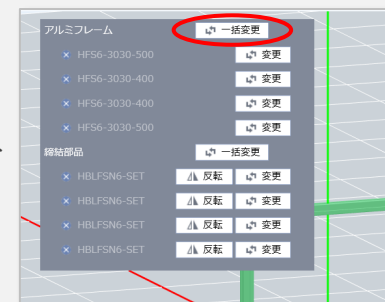 アルミフレーム 一括変更
HFS6-3030-500 変更
HFS6-3030-400 変更
HFS6-3030-400 変更
HFS6-3030-500 変更
締結部品 一括変更
HBLFSN6-SET 反転 変更
HBLFSN6-SET 反転 変更
HBLFSN6-SET 反転 変更
HBLFSN6-SET 反転 変更